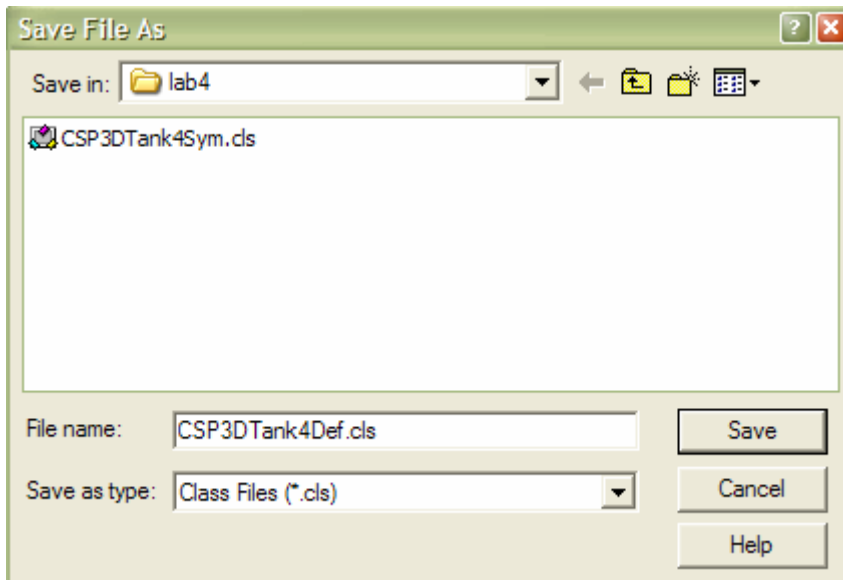 Save File As
Save in: lab4
CSP3DTank4Sym.cls
File name: CSP3DTank4Def.cls Save
Save as type: Class Files (*.cls) Cancel
Help